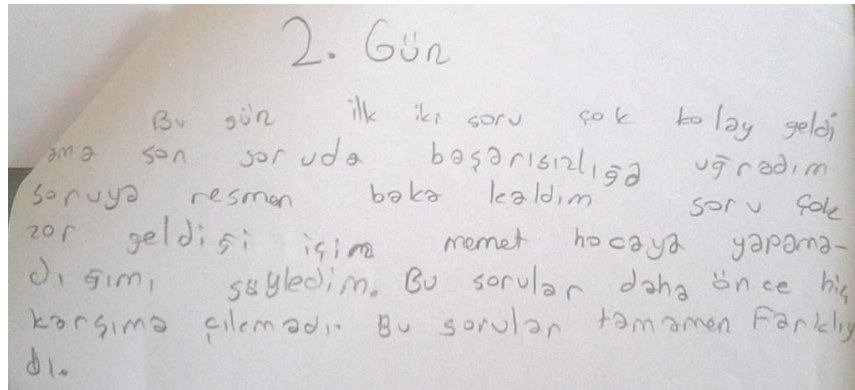 2. Gün
Bu gün ilk iki soru çok kolay geldi
ama son soruda başarısızlığa uğradım
soruya resmen baka kaldım soru çok
zor geldiği içim memet hocaya yapama-
dığımı söyledim. Bu sorular daha önce hiç
karşıma çıkmadı. Bu sorular tamamen Farklıy
dı.